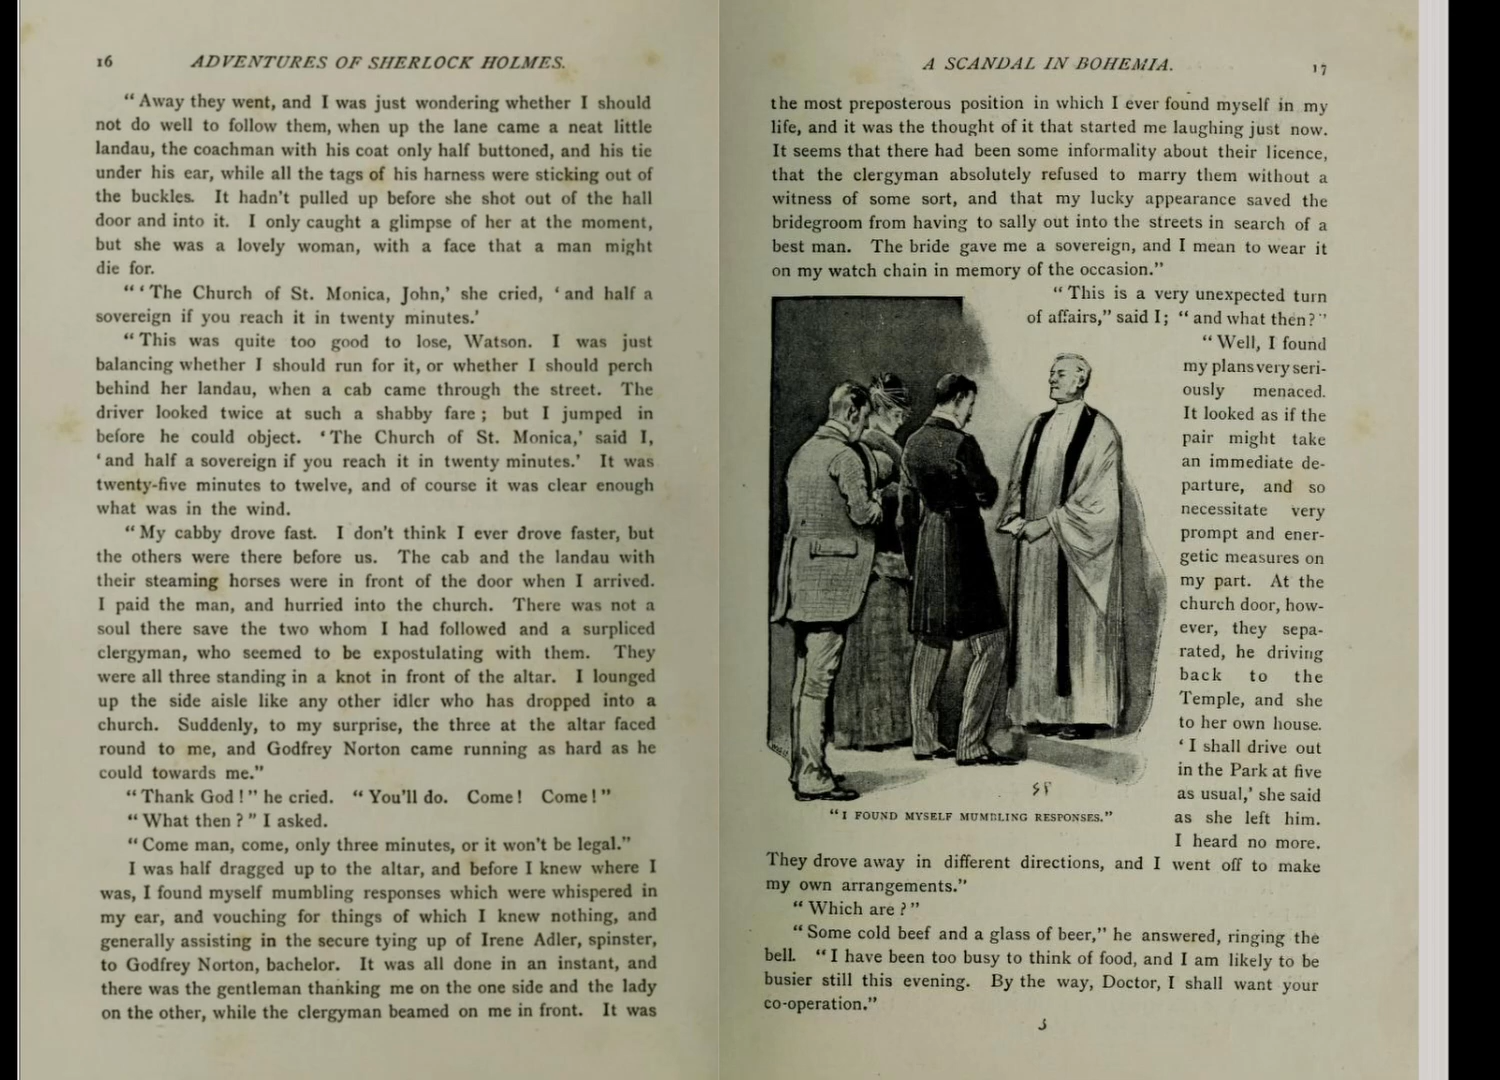 16 ADVENTURES OF SHERLOCK HOLMES.
“Away they went, and I was just wondering whether I should
not do well to follow them, when up the lane came a neat little
landau, the coachman with his coat only half buttoned, and his tie
under his ear, while all the tags of his harness were sticking out of
the buckles. It hadn't pulled up before she shot out of the hall
door and into it. I only caught a glimpse of her at the moment,
but she was a lovely woman, with a face that a man might
die for.
“‘The Church of St. Monica, John,’ she cried, ‘and half a
sovereign if you reach it in twenty minutes.’
“This was quite too good to lose, Watson. I was just
balancing whether I should run for it, or whether I should perch
behind her landau, when a cab came through the street. The
driver looked twice at such a shabby fare; but I jumped in
before he could object. ‘The Church of St. Monica,’ said I,
‘and half a sovereign if you reach it in twenty minutes.’ It was
twenty-five minutes to twelve, and of course it was clear enough
what was in the wind.
“My cabby drove fast. I don't think I ever drove faster, but
the others were there before us. The cab and the landau with
their steaming horses were in front of the door when I arrived.
I paid the man, and hurried into the church. There was not a
soul there save the two whom I had followed and a surpliced
clergyman, who seemed to be expostulating with them. They
were all three standing in a knot in front of the altar. I lounged
up the side aisle like any other idler who has dropped into a
church. Suddenly, to my surprise, the three at the altar faced
round to me, and Godfrey Norton came running as hard as he
could towards me.”
“Thank God!” he cried. “You'll do. Come! Come!”
“What then?” I asked.
“Come man, come, only three minutes, or it won't be legal.”
I was half dragged up to the altar, and before I knew where I
was, I found myself mumbling responses which were whispered in
my ear, and vouching for things of which I knew nothing, and
generally assisting in the secure tying up of Irene Adler, spinster,
to Godfrey Norton, bachelor. It was all done in an instant, and
there was the gentleman thanking me on the one side and the lady
on the other, while the clergyman beamed on me in front. It was
A SCANDAL IN BOHEMIA. 17
the most preposterous position in which I ever found myself in my
life, and it was the thought of it that started me laughing just now.
It seems that there had been some informality about their licence,
that the clergyman absolutely refused to marry them without a
witness of some sort, and that my lucky appearance saved the
bridegroom from having to sally out into the streets in search of a
best man. The bride gave me a sovereign, and I mean to wear it
on my watch chain in memory of the occasion.”
“This is a very unexpected turn
of affairs,” said I; “and what then?”
“Well, I found
my plans very seri-
ously menaced.
It looked as if the
pair might take
an immediate de-
parture, and so
necessitate very
prompt and ener-
getic measures on
my part. At the
church door, how-
ever, they sepa-
rated, he driving
back to the
Temple, and she
to her own house.
‘I shall drive out
in the Park at five
as usual,’ she said
as she left him.
I heard no more.
SP
“I FOUND MYSELF MUMBLING RESPONSES.”
They drove away in different directions, and I went off to make
my own arrangements.”
“Which are?”
“Some cold beef and a glass of beer,” he answered, ringing the
bell. “I have been too busy to think of food, and I am likely to be
busier still this evening. By the way, Doctor, I shall want your
co-operation.”